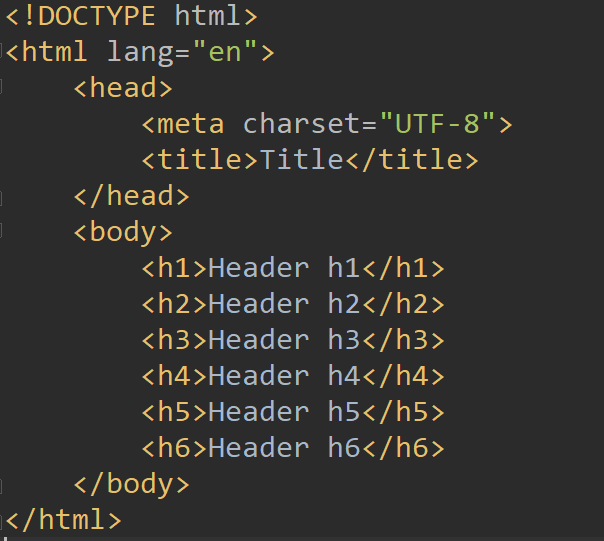 <!DOCTYPE html>
<html lang="en">
    <head>
        <meta charset="UTF-8">
        <title>Title</title>
    </head>
    <body>
        <h1>Header h1</h1>
        <h2>Header h2</h2>
        <h3>Header h3</h3>
        <h4>Header h4</h4>
        <h5>Header h5</h5>
        <h6>Header h6</h6>
    </body>
</html>